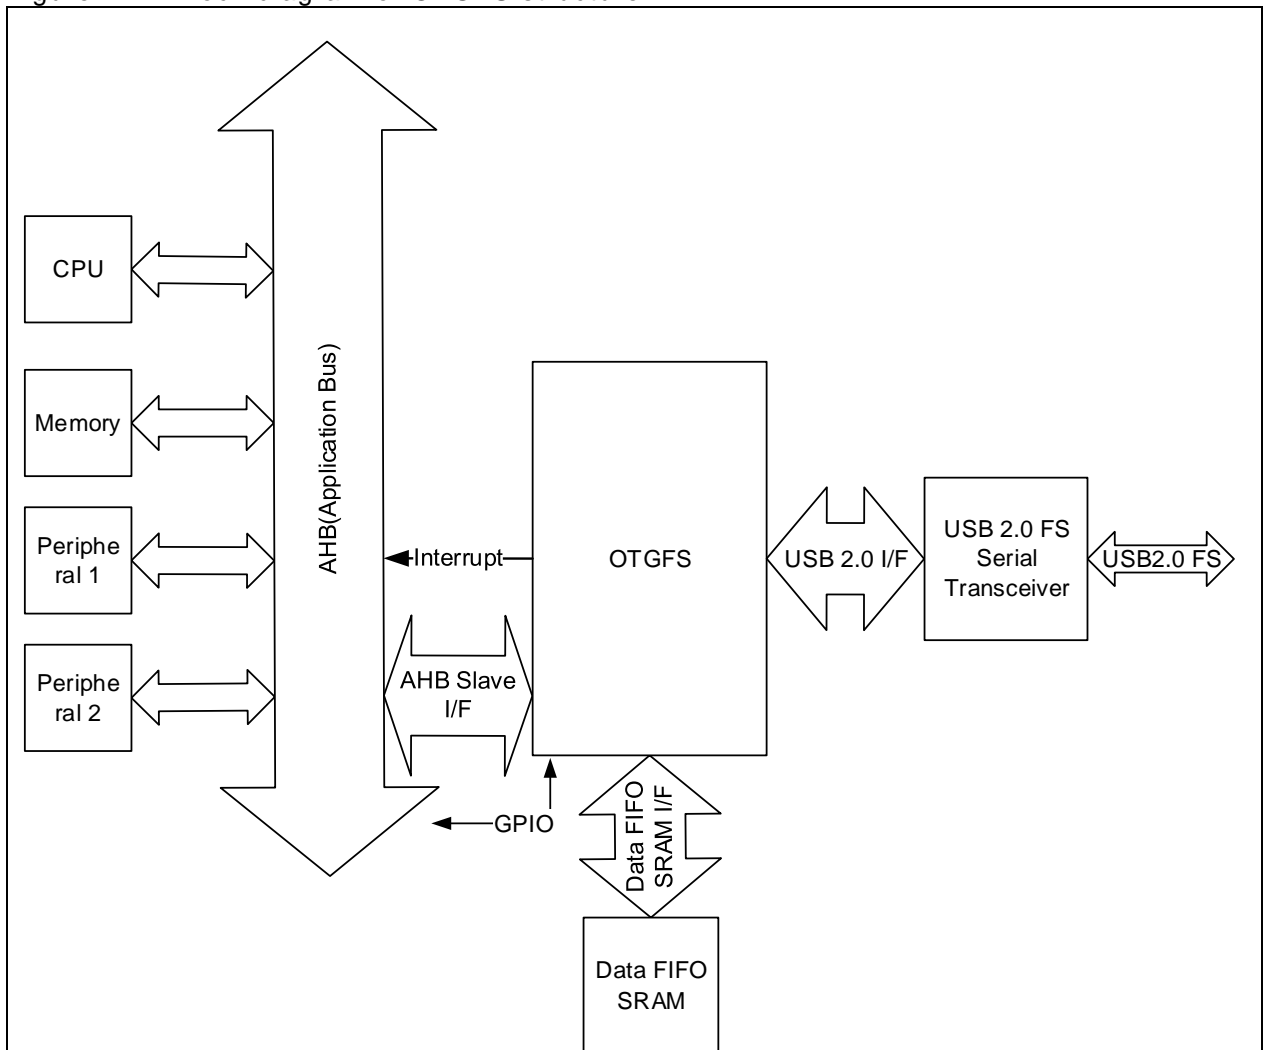 CPU
Memory
Periphe
ral 1
Periphe
ral 2
AHB(Application Bus)
Interrupt
AHB Slave
I/F
GPIO
OTGFS
USB 2.0 I/F
USB 2.0 FS
Serial
Transceiver
USB2.0 FS
Data FIFO
SRAM I/F
Data FIFO
SRAM